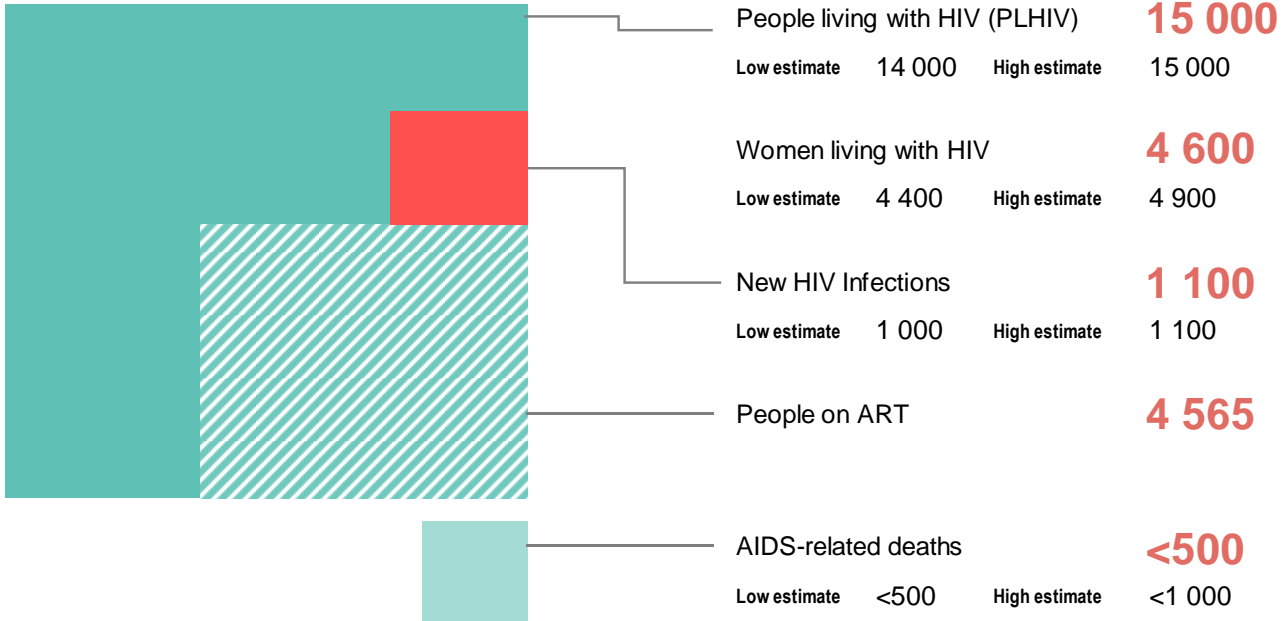 People living with HIV (PLHIV) 15 000
Low estimate 14 000 High estimate 15 000
Women living with HIV 4 600
Low estimate 4 400 High estimate 4 900
New HIV Infections 1 100
Low estimate 1 000 High estimate 1 100
People on ART 4 565
AIDS-related deaths <500
Low estimate <500 High estimate <1 000